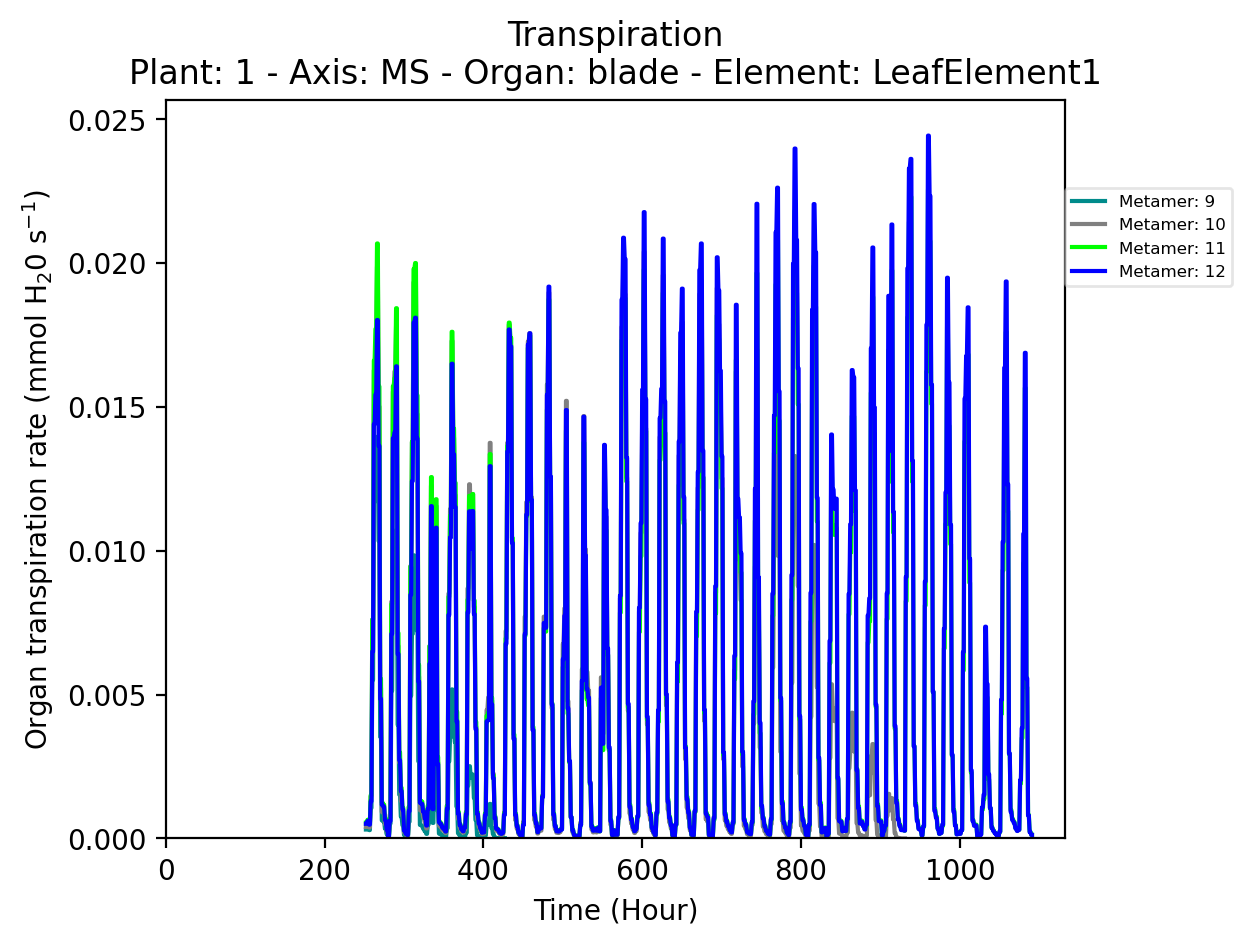 Transpiration
Plant: 1 - Axis: MS - Organ: blade - Element: LeafElement1
Organ transpiration rate (mmol H₂0 s⁻¹)
0.025
0.020
0.015
0.010
0.005
0.000
0 200 400 600 800 1000
Time (Hour)
Metamer: 9
Metamer: 10
Metamer: 11
Metamer: 12